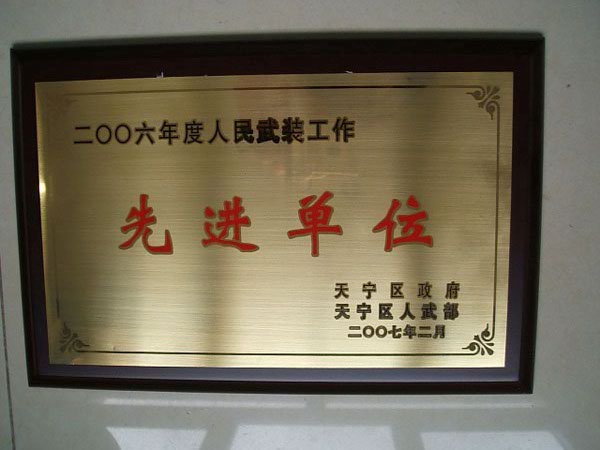 二〇〇六年度人民武装工作
先进单位
天宁区政府
天宁区人武部
二〇〇七年二月